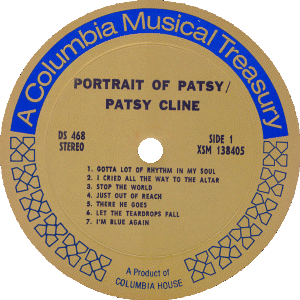 A Columbia Musical Treasury
PORTRAIT OF PATSY/
PATSY CLINE
DS 468
STEREO
SIDE 1
XSM 138405
1. GOTTA LOT OF RHYTHM IN MY SOUL
2. I CRIED ALL THE WAY TO THE ALTAR
3. STOP THE WORLD
4. JUST OUT OF REACH
5. THERE HE GOES
6. LET THE TEARDROPS FALL
7. I'M BLUE AGAIN
A Product of
COLUMBIA HOUSE